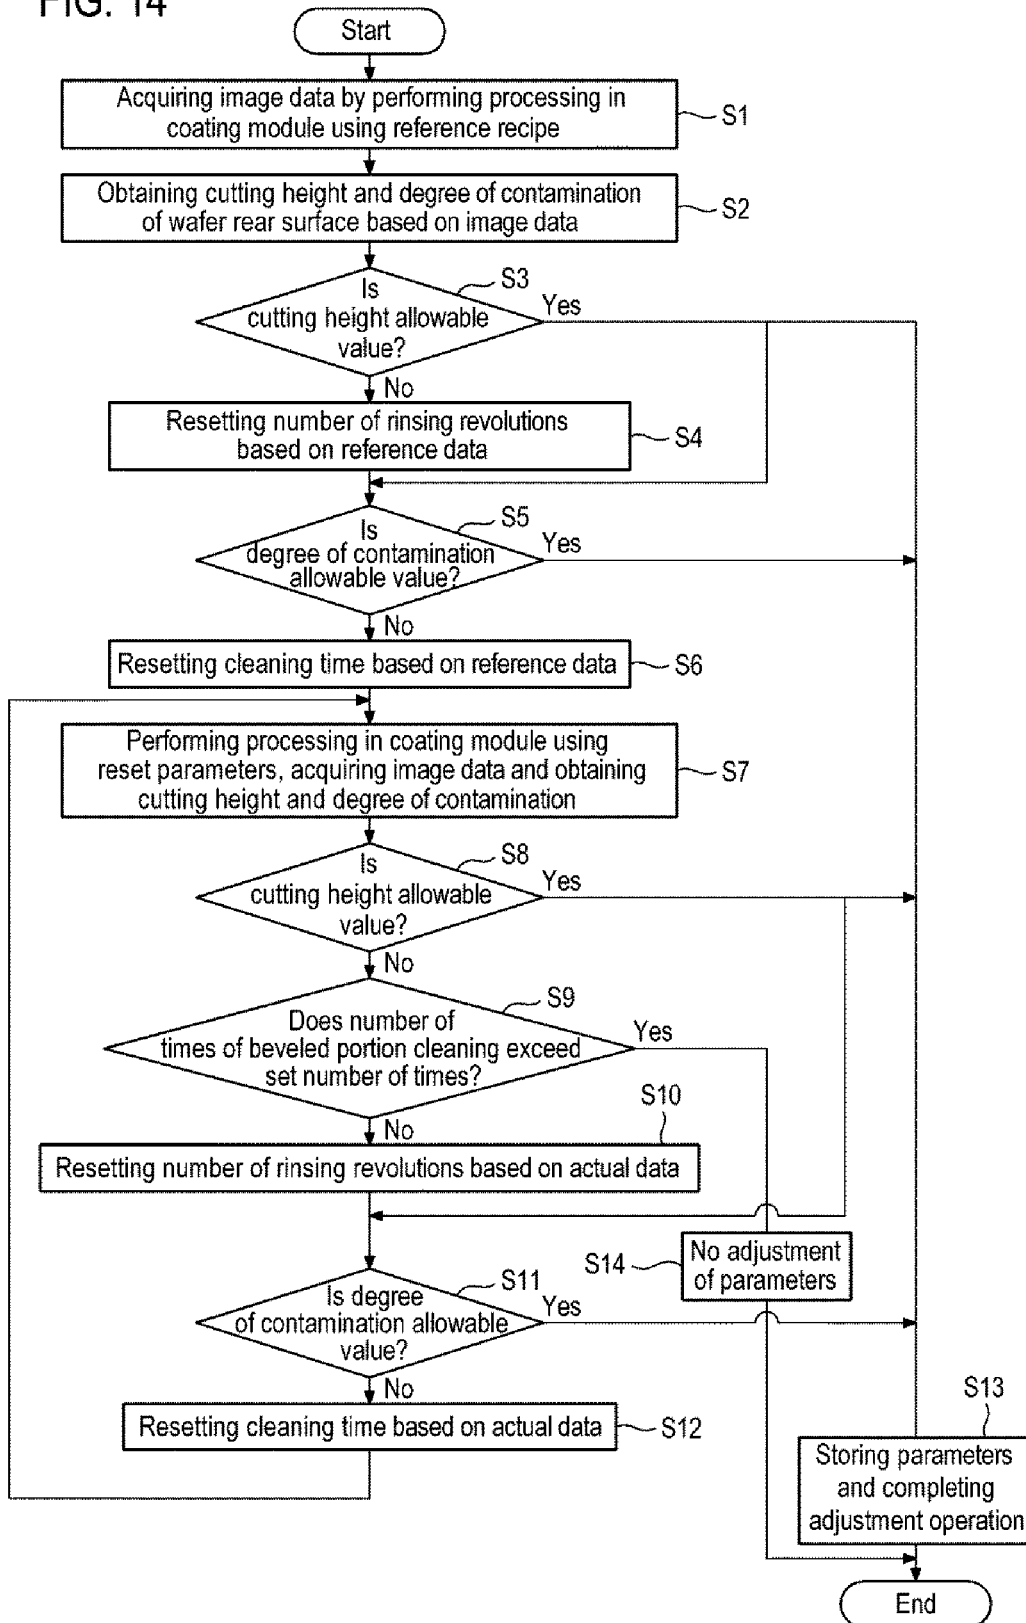 FIG. 14
Start
Acquiring image data by performing processing in
coating module using reference recipe
S1
Obtaining cutting height and degree of contamination
of wafer rear surface based on image data
S2
S3
Is
cutting height allowable
value?
Yes
No
Resetting number of rinsing revolutions
based on reference data
S4
S5
Is
degree of contamination
allowable value?
Yes
No
Resetting cleaning time based on reference data
S6
Performing processing in coating module using
reset parameters, acquiring image data and obtaining
cutting height and degree of contamination
S7
S8
Is
cutting height allowable
value?
Yes
No
S9
Does number of
times of beveled portion cleaning exceed
set number of times?
Yes
No
S10
Resetting number of rinsing revolutions based on actual data
S14
No adjustment
of parameters
S11
Is degree
of contamination allowable
value?
Yes
No
Resetting cleaning time based on actual data
S12
S13
Storing parameters
and completing
adjustment operation
End